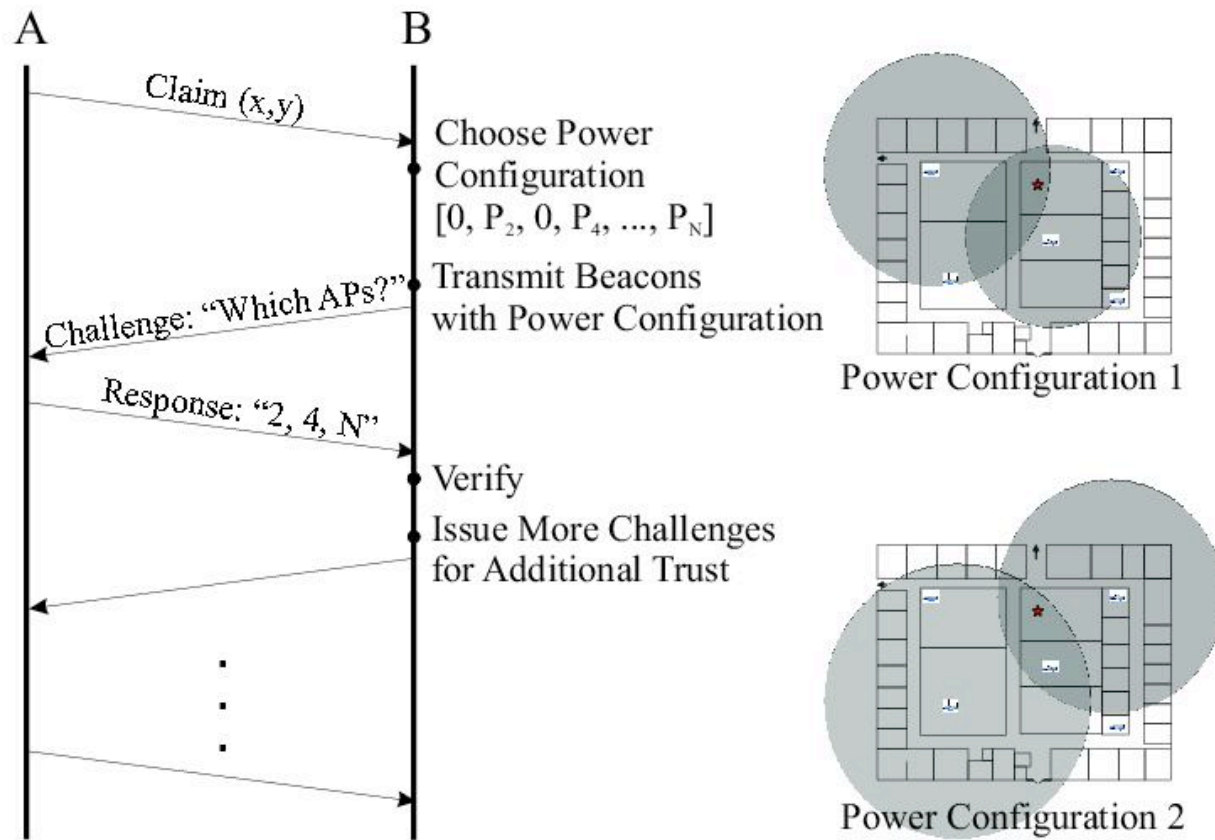 A
B
Claim (x,y)
Choose Power
Configuration
[0, P₂, 0, P₄, ..., P_N]
Transmit Beacons
with Power Configuration
Challenge: “Which APs?”
Response: “2, 4, N”
Verify
Issue More Challenges
for Additional Trust
Power Configuration 1
Power Configuration 2